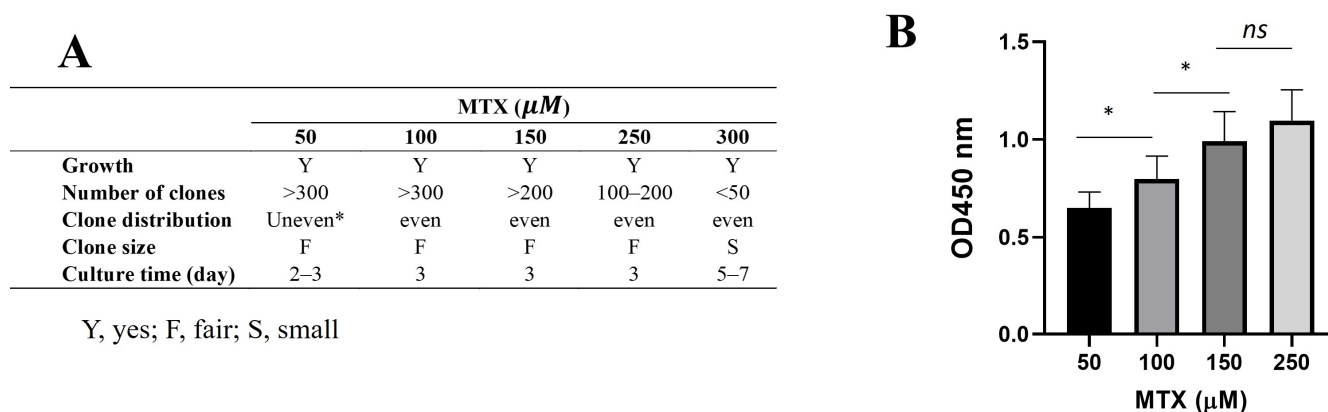 A
MTX (μM)
50 100 150 250 300
Growth Y Y Y Y Y
Number of clones >300 >300 >200 100–200 <50
Clone distribution Uneven* even even even even
Clone size F F F F S
Culture time (day) 2–3 3 3 3 5–7
Y, yes; F, fair; S, small
B
OD450 nm
1.5
1.0
0.5
0.0
*
*
ns
50 100 150 250
MTX (μM)